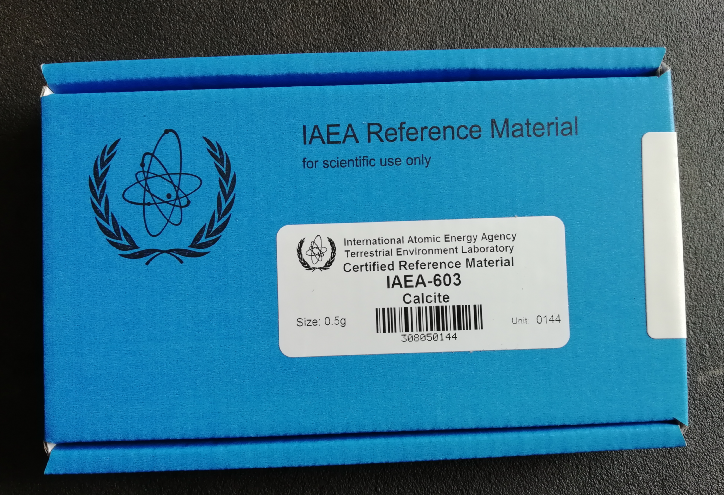 IAEA Reference Material
for scientific use only
International Atomic Energy Agency
Terrestrial Environment Laboratory
Certified Reference Material
IAEA-603
Calcite
Size: 0.5g
Unit 0144
308050144